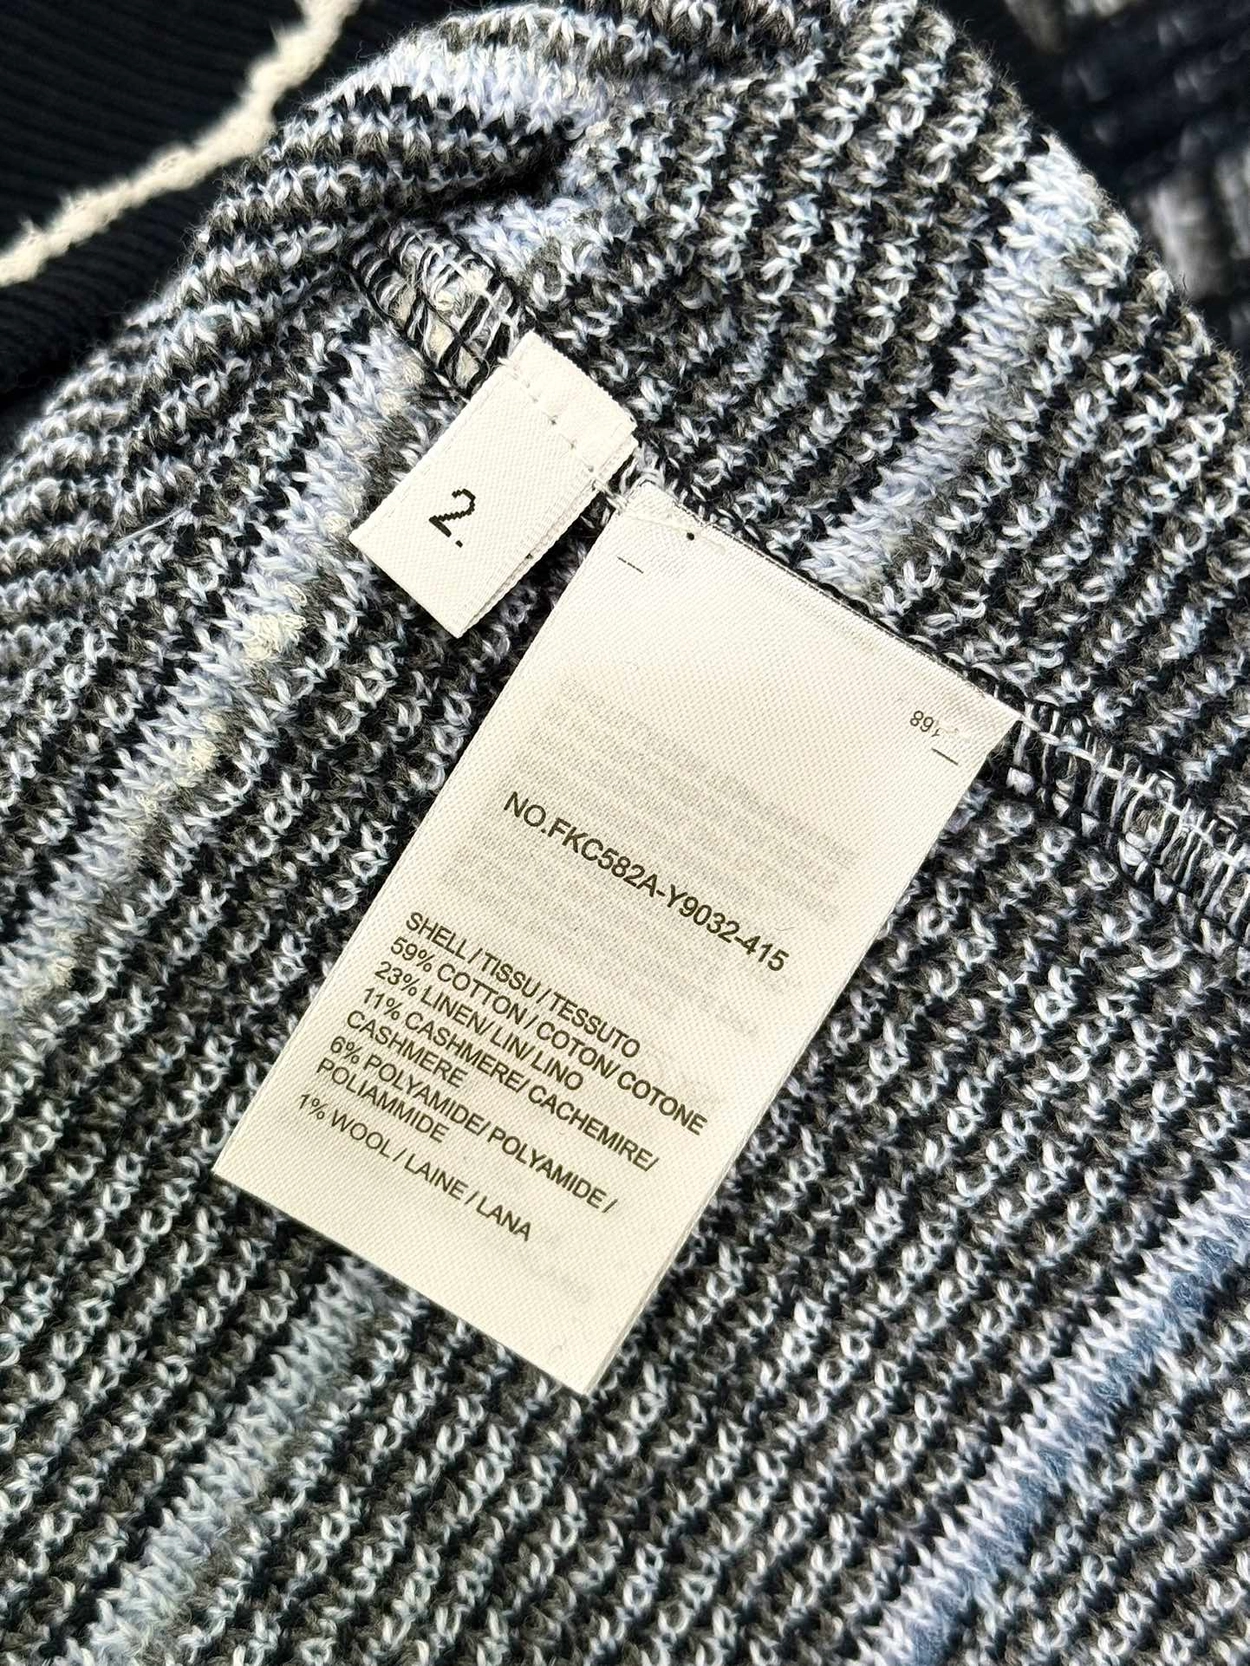 2.
NO.FKC582A-Y9032-415
SHELL / TISSU / TESSUTO
59% COTTON / COTON/ COTONE
23% LINEN/ LIN/ LINO
11% CASHMERE/ CACHEMIRE/
CASHMERE
6% POLYAMIDE/ POLYAMIDE /
POLIAMMIDE
1% WOOL / LAINE / LANA